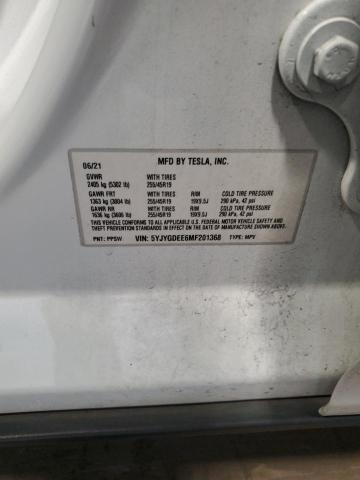 06/21 MFD BY TESLA, INC.
GVWR WITH TIRES
2405 kg (5302 lb) 255/45R19
GAWR FRT WITH TIRES RIM COLD TIRE PRESSURE
1363 kg (3004 lb) 255/45R19 19X9.5J 290 kPa, 42 psi
GAWR RR WITH TIRES RIM COLD TIRE PRESSURE
1636 kg (3606 lb) 255/45R19 19X9.5J 290 kPa, 42 psi
THIS VEHICLE CONFORMS TO ALL APPLICABLE U.S. FEDERAL MOTOR VEHICLE SAFETY AND
THEFT PREVENTION STANDARDS IN EFFECT ON THE DATE OF MANUFACTURE SHOWN ABOVE.
PNT: PPSW VIN: 5YJYGDEE6MF201368 TYPE: MPV